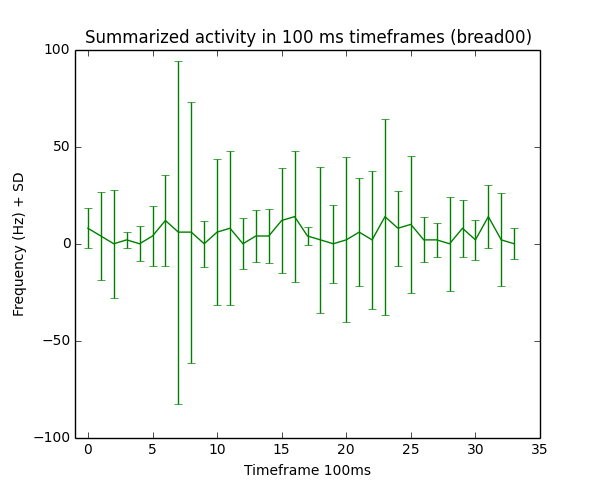 Summarized activity in 100 ms timeframes (bread00)
100
50
0
−50
−100
Frequency (Hz) + SD
0 5 10 15 20 25 30 35
Timeframe 100ms